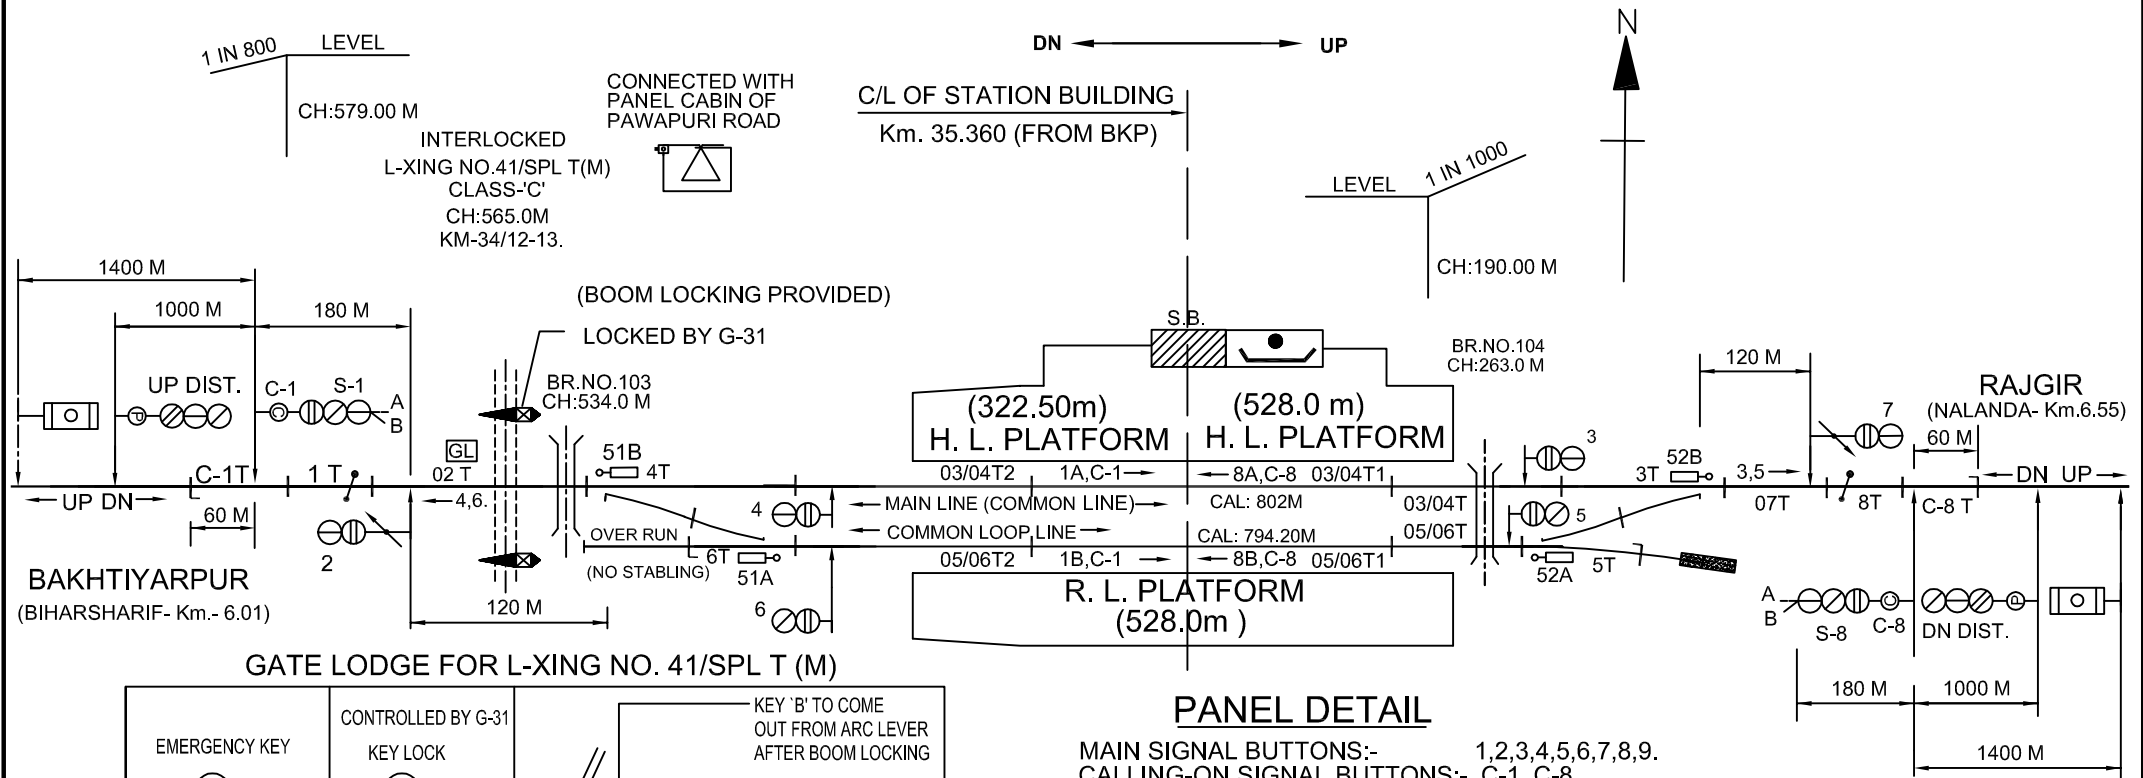 1 IN 800
LEVEL
CH:579.00 M
CONNECTED WITH
PANEL CABIN OF
PAWAPURI ROAD
INTERLOCKED
L-XING NO.41/SPL T(M)
CLASS-'C'
CH:565.0M
KM-34/12-13.
DN
UP
C/L OF STATION BUILDING
Km. 35.360 (FROM BKP)
N
LEVEL
1 IN 1000
CH:190.00 M
1400 M
1000 M
180 M
(BOOM LOCKING PROVIDED)
LOCKED BY G-31
S.B.
BR.NO.104
CH:263.0 M
120 M
RAJGIR
(NALANDA- Km.6.55)
UP DIST.
P
C-1
C
S-1
A
B
BR.NO.103
CH:534.0 M
(322.50m)
H. L. PLATFORM
(528.0 m)
H. L. PLATFORM
3
7
60 M
GL
51B
52B
C-1T
1 T
02 T
4T
03/04T2
1A,C-1
8A,C-8
03/04T1
3T
3,5
DN UP
UP DN
4,6.
4
MAIN LINE (COMMON LINE)
CAL: 802M
03/04T
07T
8T
C-8 T
60 M
2
OVER RUN
COMMON LOOP LINE
CAL: 794.20M
05/06T
5
6T
(NO STABLING)
51A
05/06T2
1B,C-1
8B,C-8
05/06T1
52A
5T
BAKHTIYARPUR
(BIHARSHARIF- Km.- 6.01)
120 M
6
R. L. PLATFORM
(528.0m )
A
B
S-8
C
C-8
DN DIST.
P
180 M
1000 M
1400 M
GATE LODGE FOR L-XING NO. 41/SPL T (M)
EMERGENCY KEY
CONTROLLED BY G-31
KEY LOCK
KEY `B' TO COME
OUT FROM ARC LEVER
AFTER BOOM LOCKING
PANEL DETAIL
MAIN SIGNAL BUTTONS:- 1,2,3,4,5,6,7,8,9.
CALLING-ON SIGNAL BUTTONS:- C-1, C-8